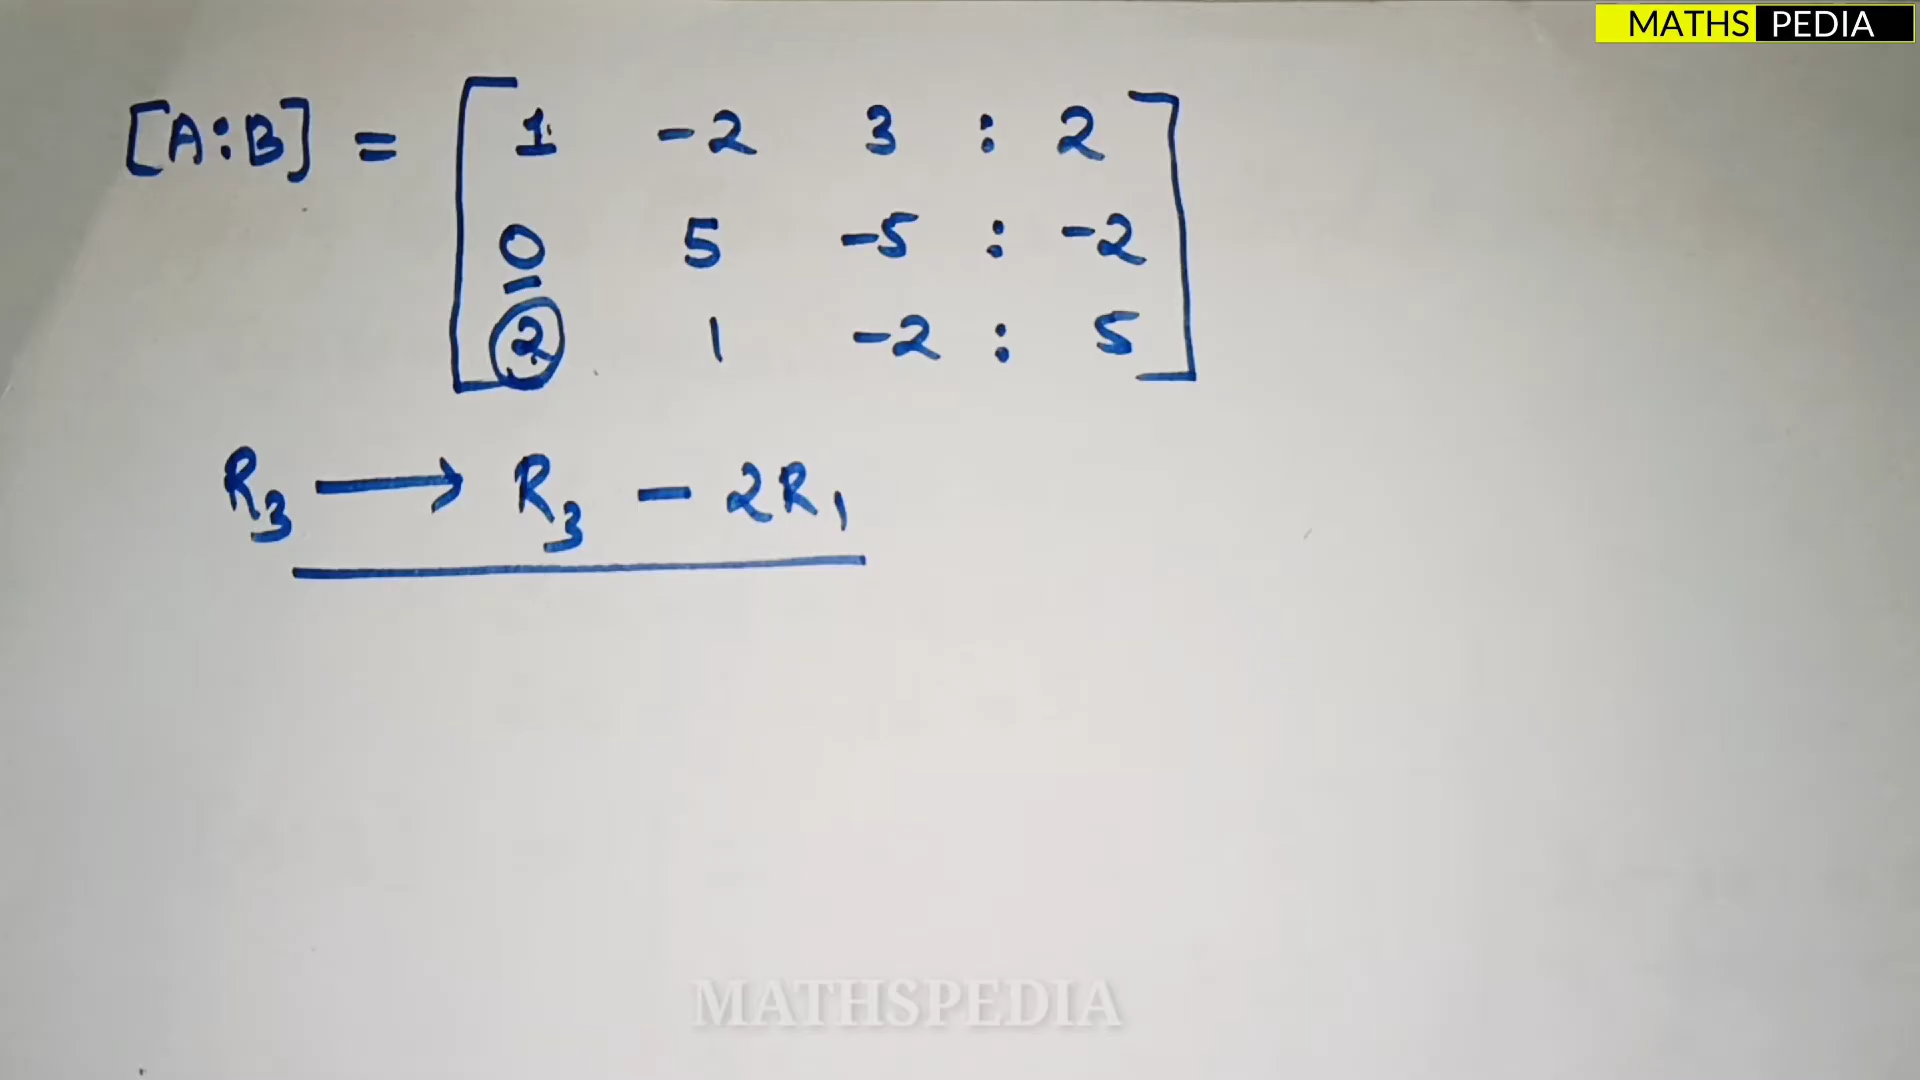 MATHS PEDIA
[A:B] = [ 1 -2 3 : 2
0 5 -5 : -2
2 1 -2 : 5 ]
R₃ ⟶ R₃ - 2R₁
MATHSPEDIA